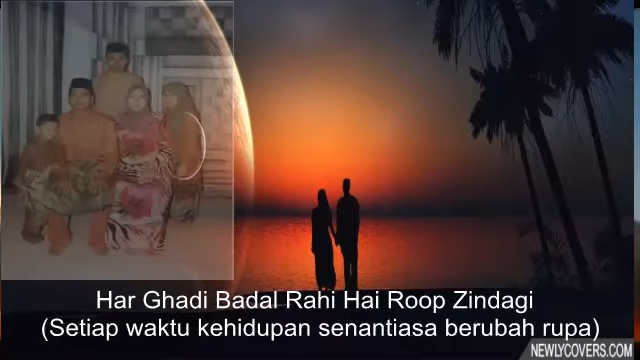 Har Ghadi Badal Rahi Hai Roop Zindagi
(Setiap waktu kehidupan senantiasa berubah rupa)
NEWLYCOVERS.COM